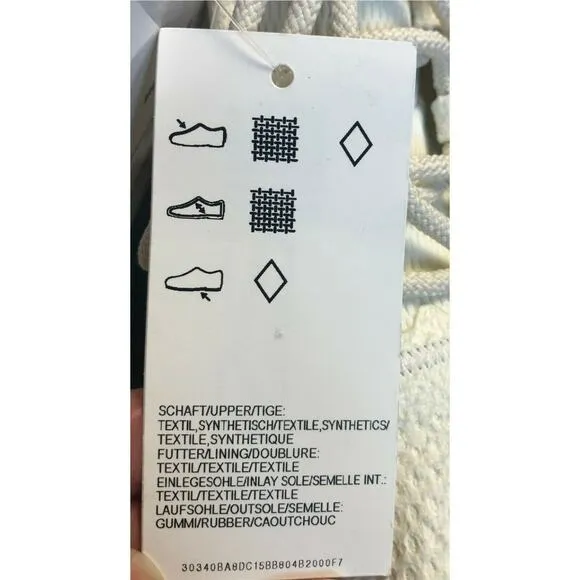 SCHAFT/UPPER/TIGE:
TEXTIL,SYNTHETISCH/TEXTILE,SYNTHETICS/
TEXTILE,SYNTHETIQUE
FUTTER/LINING/DOUBLURE:
TEXTIL/TEXTILE/TEXTILE
EINLEGESOHLE/INLAY SOLE/SEMELLE INT.:
TEXTIL/TEXTILE/TEXTILE
LAUFSOHLE/OUTSOLE/SEMELLE:
GUMMI/RUBBER/CAOUTCHOUC
30340BA8DC15BB804B2000F7